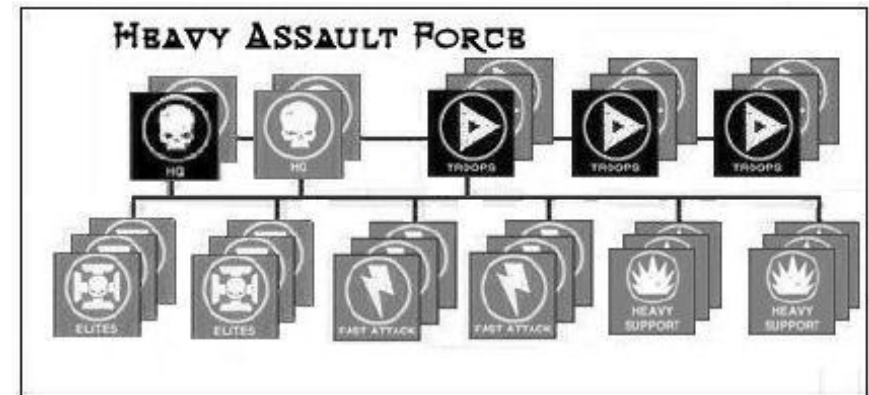 HEAVY ASSAULT FORCE
HQ
HQ
TROOPS
TROOPS
TROOPS
ELITES
ELITES
FAST ATTACK
FAST ATTACK
HEAVY
SUPPORT
HEAVY
SUPPORT